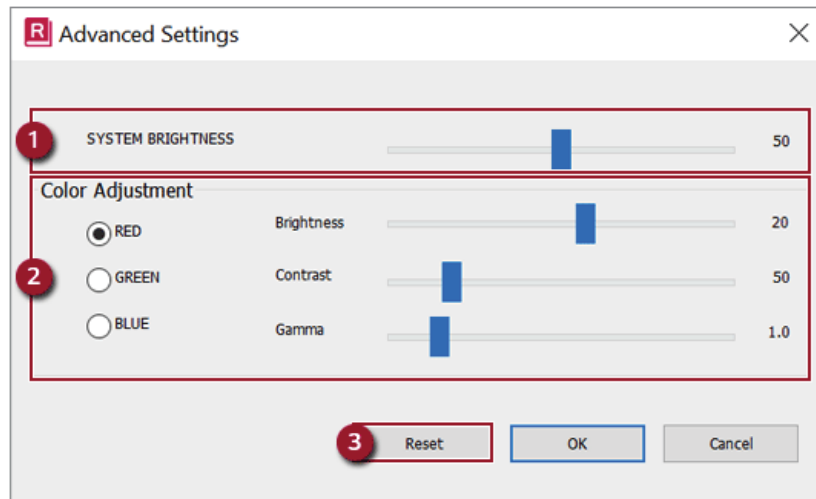 R Advanced Settings
1 SYSTEM BRIGHTNESS 50
Color Adjustment
RED Brightness 20
2 GREEN Contrast 50
BLUE Gamma 1.0
3 Reset OK Cancel